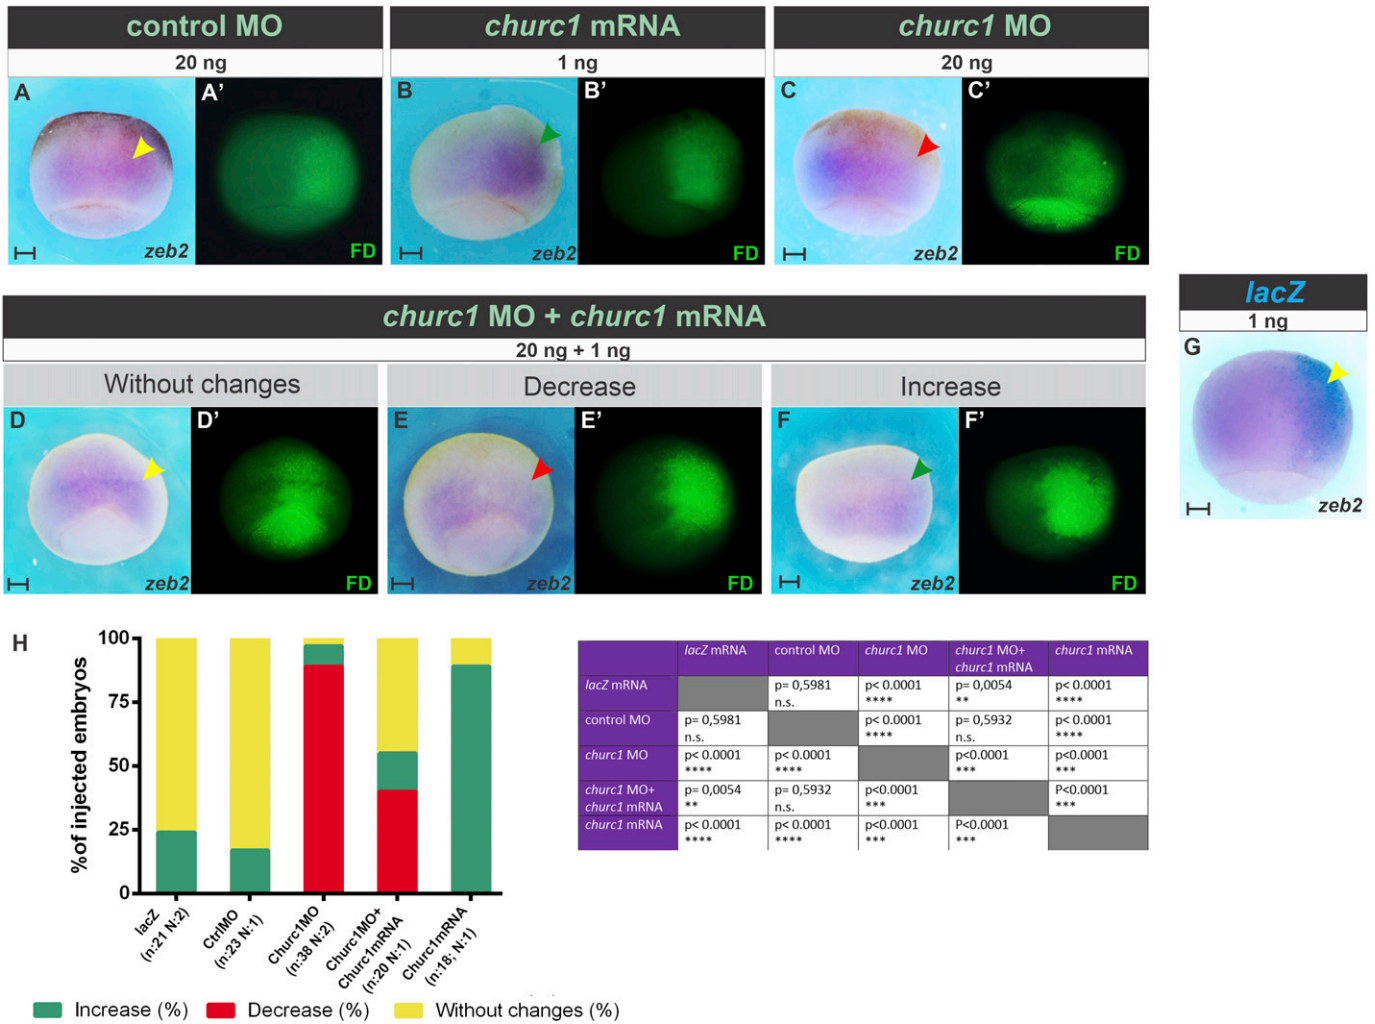 control MO
20 ng
churc1 mRNA
1 ng
churc1 MO
20 ng
A
zeb2
A’
FD
B
zeb2
B’
FD
C
zeb2
C’
FD
churc1 MO + churc1 mRNA
20 ng + 1 ng
Without changes
Decrease
Increase
D
zeb2
D’
FD
E
zeb2
E’
FD
F
zeb2
F’
FD
lacZ
1 ng
G
zeb2
H
%of injected embryos
100
75
50
25
0
lacZ
(n:21 N:2)
CtrlMO
(n:23 N:1)
Churc1MO
(n:38 N:2)
Churc1MO+
Churc1mRNA
(n:20 N:1)
Churc1mRNA
(n:18; N:1)
Increase (%) Decrease (%) Without changes (%)
lacZ mRNA control MO churc1 MO churc1 MO+ churc1 mRNA
churc1 mRNA
lacZ mRNA p= 0,5981 p< 0.0001 p= 0,0054 p< 0.0001
n.s. **** ** ****
control MO p= 0,5981 p< 0.0001 p= 0,5932 p< 0.0001
n.s. **** n.s. ****
churc1 MO p< 0.0001 p< 0.0001 p<0.0001 p<0.0001
**** **** *** ***
churc1 MO+ p= 0,0054 p= 0,5932 p<0.0001 P<0.0001
churc1 mRNA ** n.s. *** ***
churc1 mRNA p< 0.0001 p< 0.0001 p<0.0001 P<0.0001
**** **** *** ***